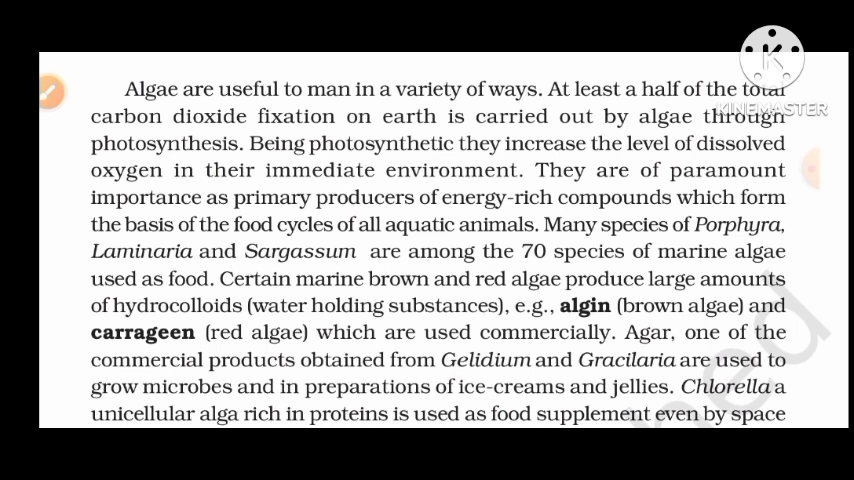 KINEMASTER
Algae are useful to man in a variety of ways. At least a half of the total
carbon dioxide fixation on earth is carried out by algae through
photosynthesis. Being photosynthetic they increase the level of dissolved
oxygen in their immediate environment. They are of paramount
importance as primary producers of energy-rich compounds which form
the basis of the food cycles of all aquatic animals. Many species of Porphyra,
Laminaria and Sargassum are among the 70 species of marine algae
used as food. Certain marine brown and red algae produce large amounts
of hydrocolloids (water holding substances), e.g., algin (brown algae) and
carrageen (red algae) which are used commercially. Agar, one of the
commercial products obtained from Gelidium and Gracilaria are used to
grow microbes and in preparations of ice-creams and jellies. Chlorella a
unicellular alga rich in proteins is used as food supplement even by space